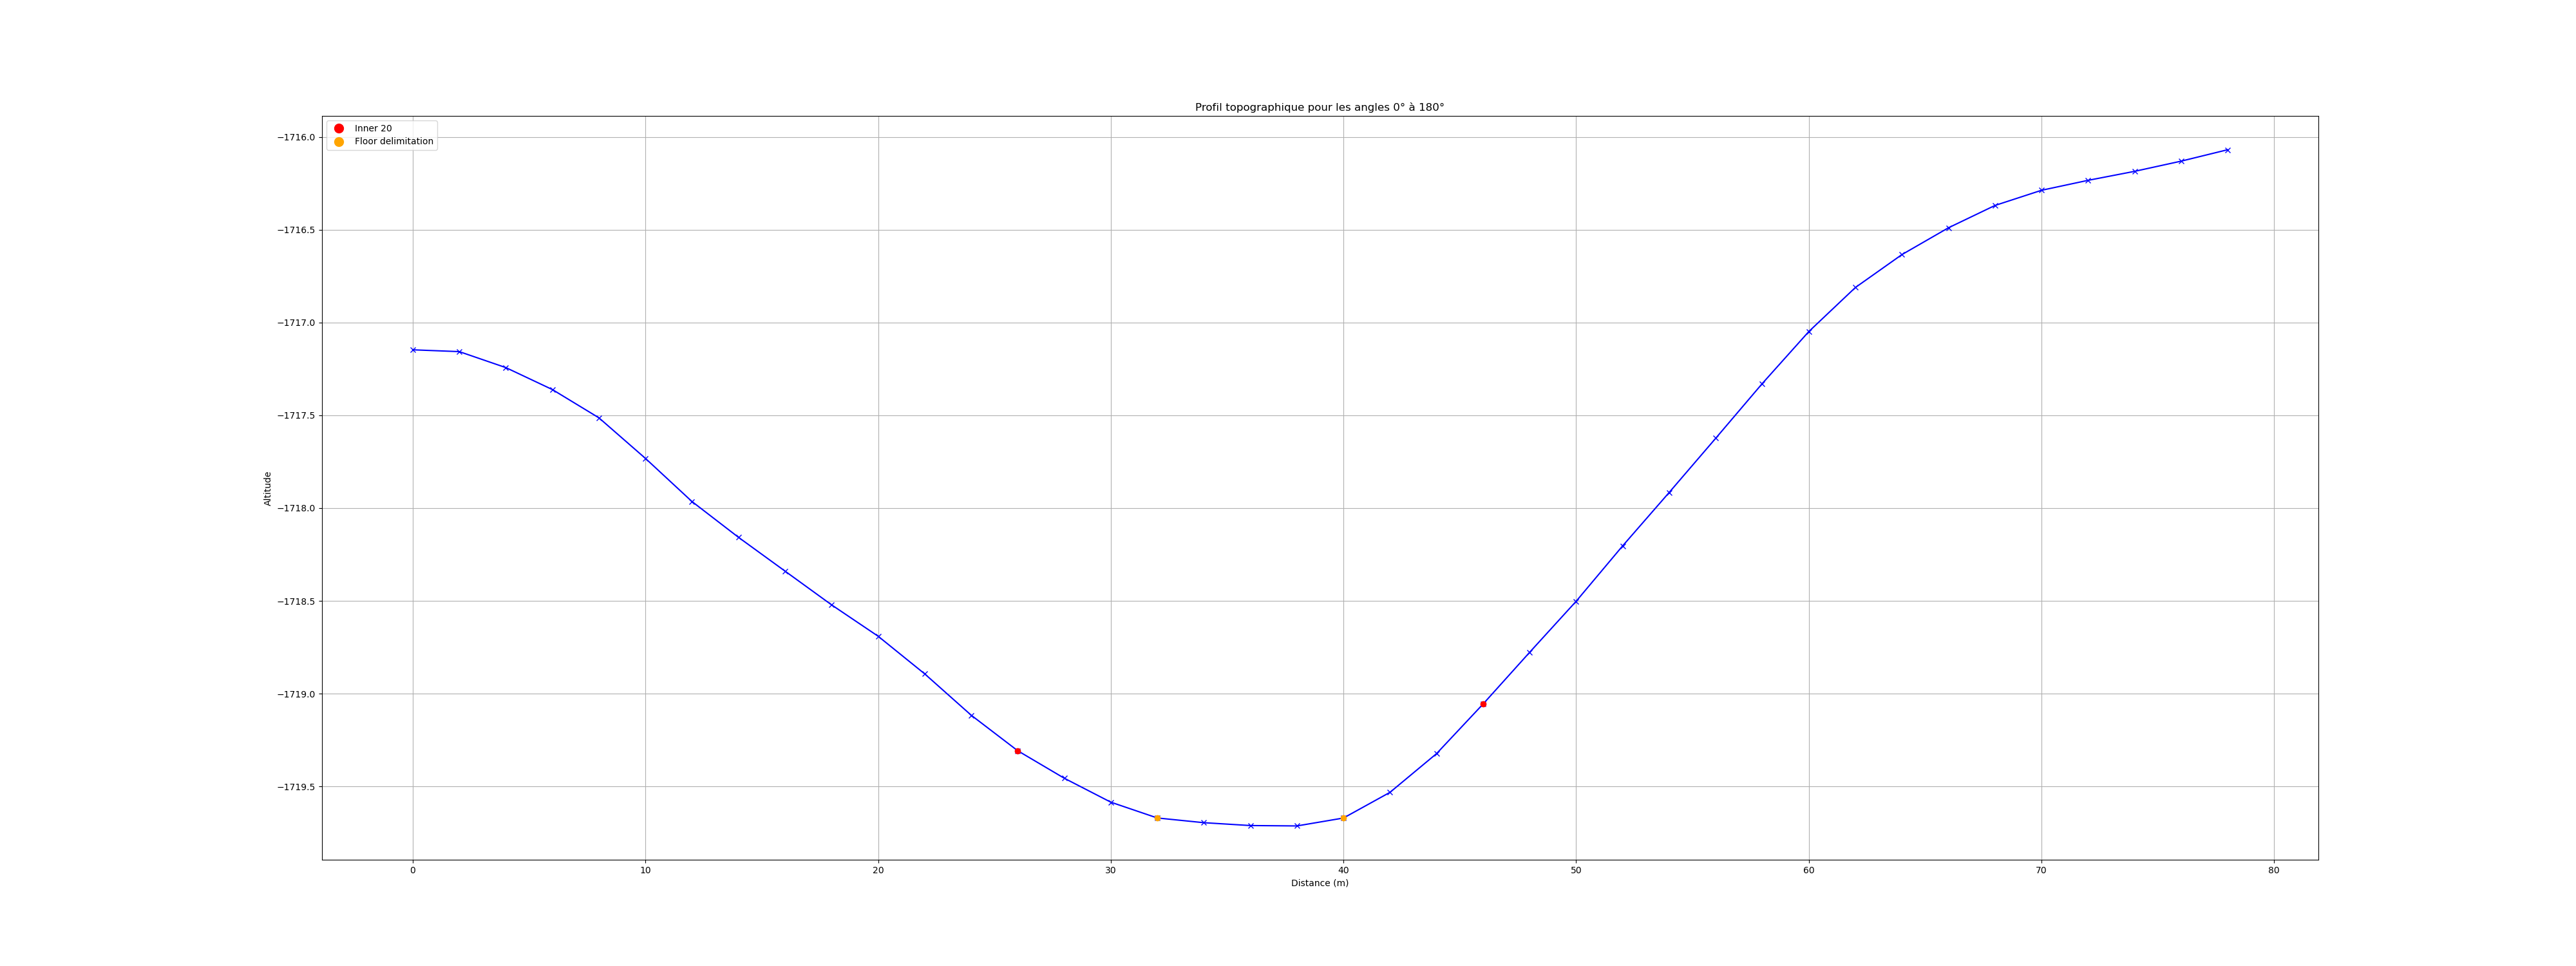 Profil topographique pour les angles 0° à 180°
Inner 20
Floor delimitation
−1716.0
−1716.5
−1717.0
−1717.5
−1718.0
−1718.5
−1719.0
−1719.5
Altitude
0 10 20 30 40 50 60 70 80
Distance (m)